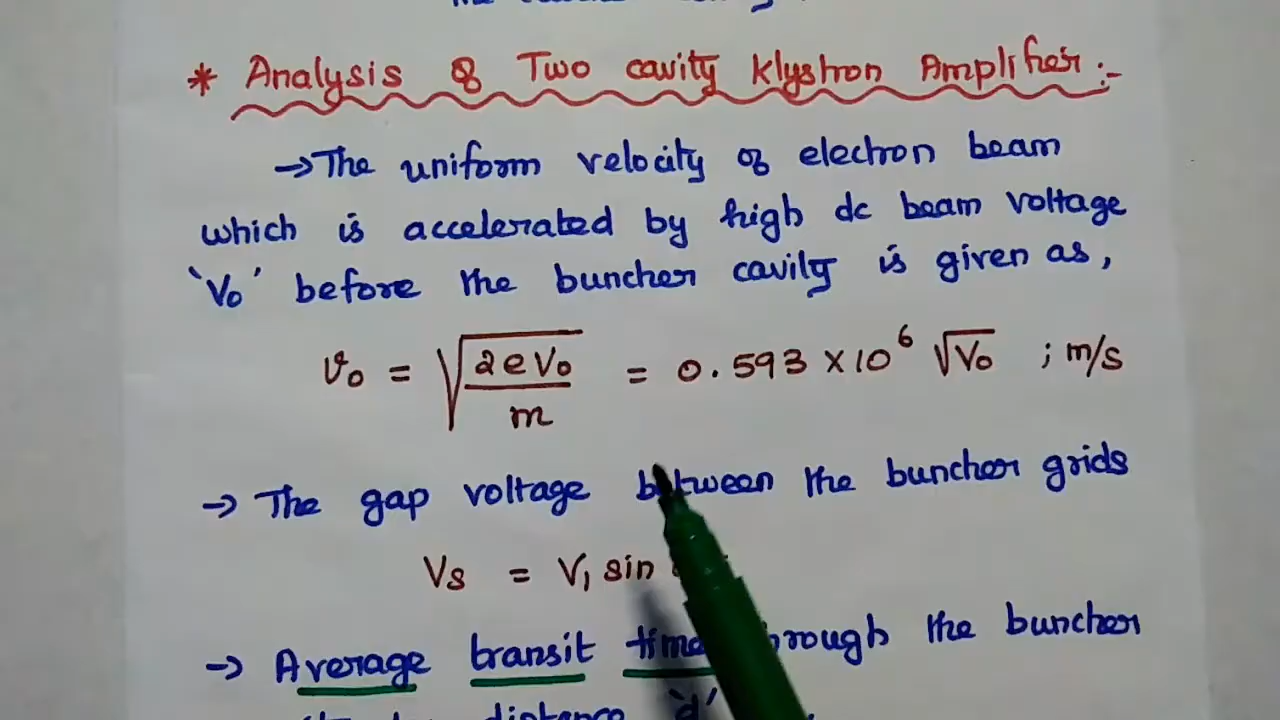 * Analysis of Two cavity Klystron Amplifier :-
→ The uniform velocity of electron beam
which is accelerated by high dc beam voltage
'V₀' before the buncher cavity is given as,
v₀ = √(2eV₀/m) = 0.593 × 10⁶ √V₀ ; m/s
→ The gap voltage between the buncher grids
Vs = V₁ sin
→ Average transit time through the buncher
distance 'd'